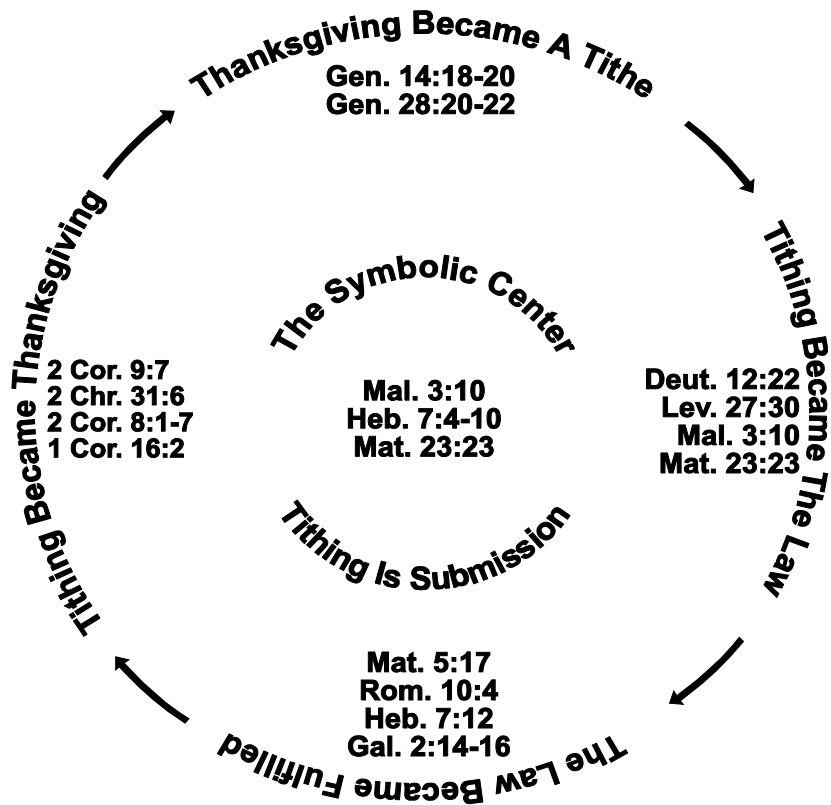 Thanksgiving Became A Tithe
Gen. 14:18-20
Gen. 28:20-22
Tithing Became The Law
Deut. 12:22
Lev. 27:30
Mal. 3:10
Mat. 23:23
The Law Became Fulfilled
Mat. 5:17
Rom. 10:4
Heb. 7:12
Gal. 2:14-16
Tithing Became Thanksgiving
2 Cor. 9:7
2 Chr. 31:6
2 Cor. 8:1-7
1 Cor. 16:2
The Symbolic Center
Mal. 3:10
Heb. 7:4-10
Mat. 23:23
Tithing Is Submission